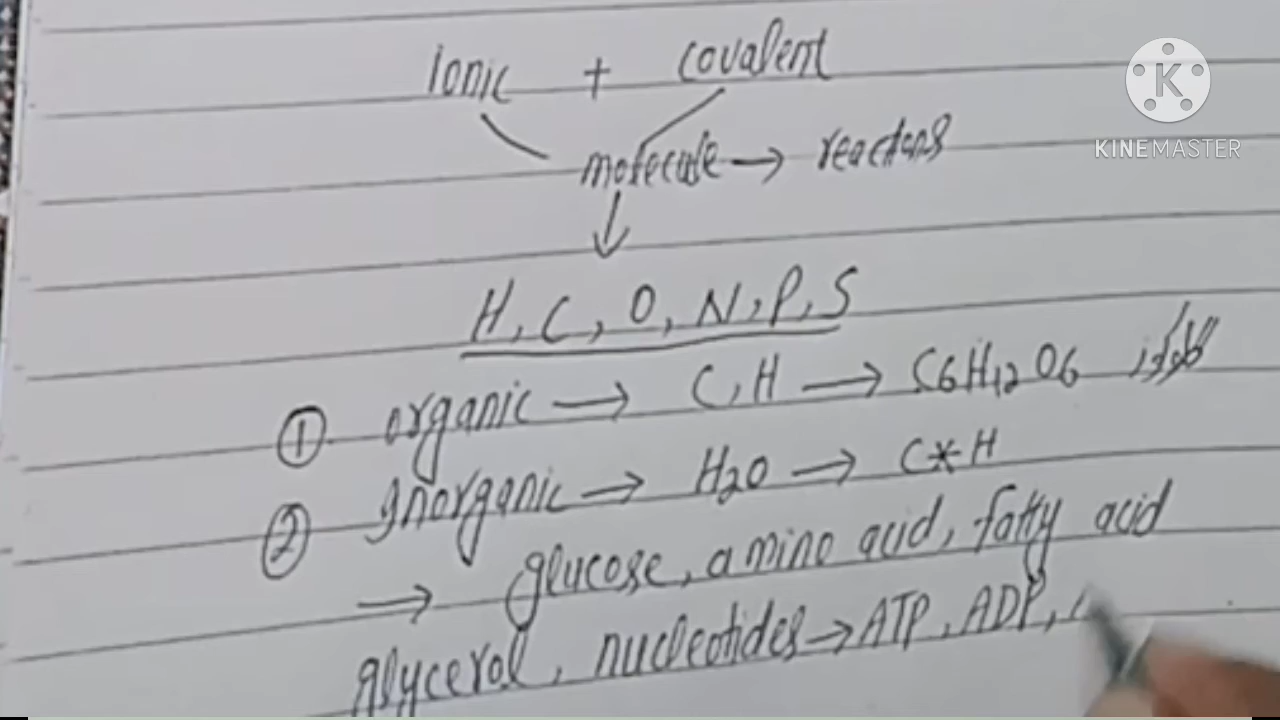 ionic + covalent
molecule → reactions
H, C, O, N, P, S
① organic → C, H → C6H12O6
② Inorganic → H2O → C H
→ glucose, amino acid, fatty acid
glycerol, nucleotides → ATP, ADP,
K
KINEMASTER